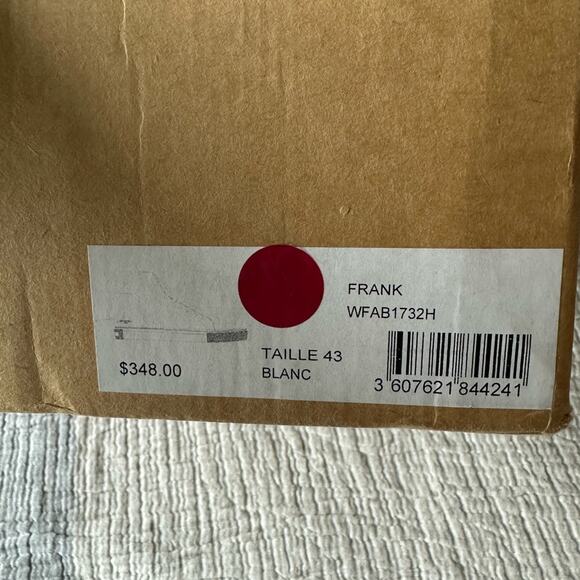 FRANK
WFAB1732H
TAILLE 43
BLANC
$348.00
3 607621 844241